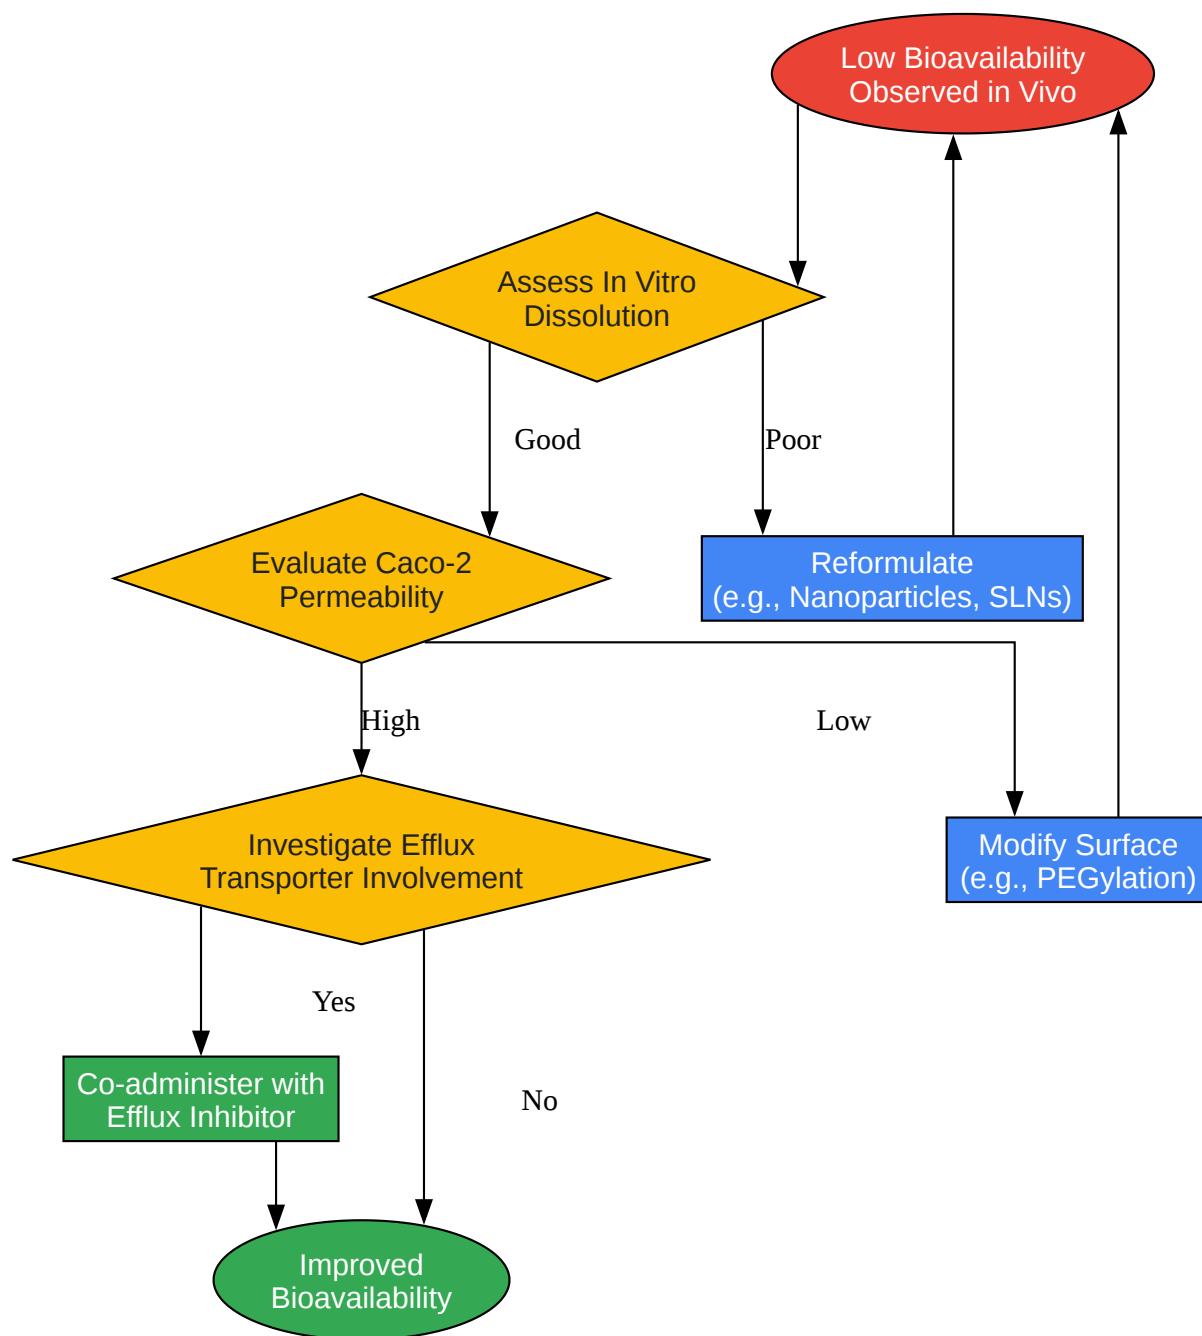 Low Bioavailability
Observed in Vivo
Assess In Vitro
Dissolution
Good
Poor
Evaluate Caco-2
Permeability
Reformulate
(e.g., Nanoparticles, SLNs)
High
Low
Investigate Efflux
Transporter Involvement
Modify Surface
(e.g., PEGylation)
Yes
No
Co-administer with
Efflux Inhibitor
Improved
Bioavailability